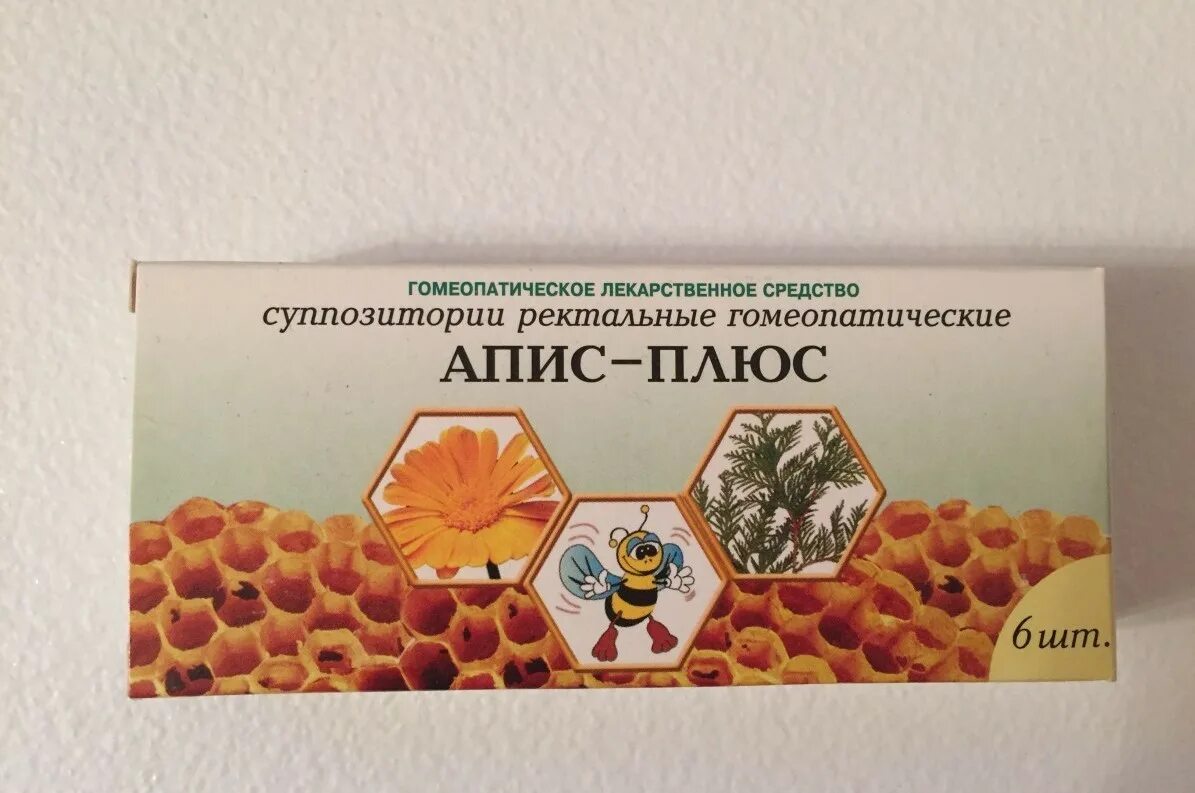 ГОМЕОПАТИЧЕСКОЕ ЛЕКАРСТВЕННОЕ СРЕДСТВО
суппозитории ректальные гомеопатические
АПИС-ПЛЮС
6 шт.